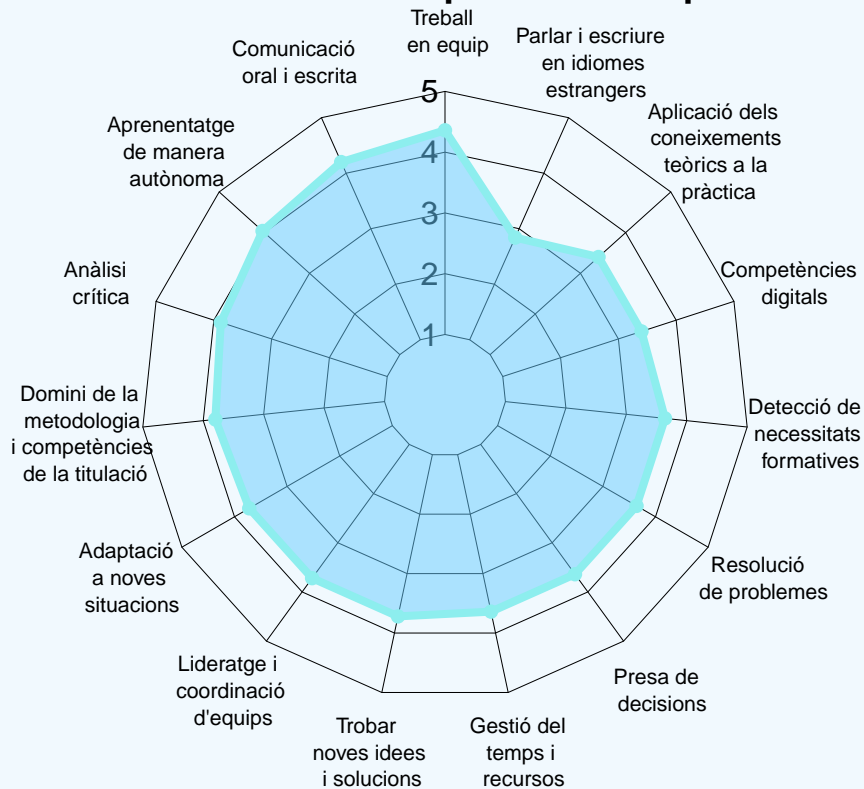 Treball
en equip
Parlar i escriure
en idiomes
estrangers
Aplicació dels
coneixements
teòrics a la
pràctica
Competències
digitals
Detecció de
necessitats
formatives
Resolució
de problemes
Presa de
decisions
Gestió del
temps i
recursos
Trobar
noves idees
i solucions
Lideratge i
coordinació
d'equips
Adaptació
a noves
situacions
Domini de la
metodologia
i competències
de la titulació
Anàlisi
crítica
Aprenentatge
de manera
autònoma
Comunicació
oral i escrita
5
4
3
2
1